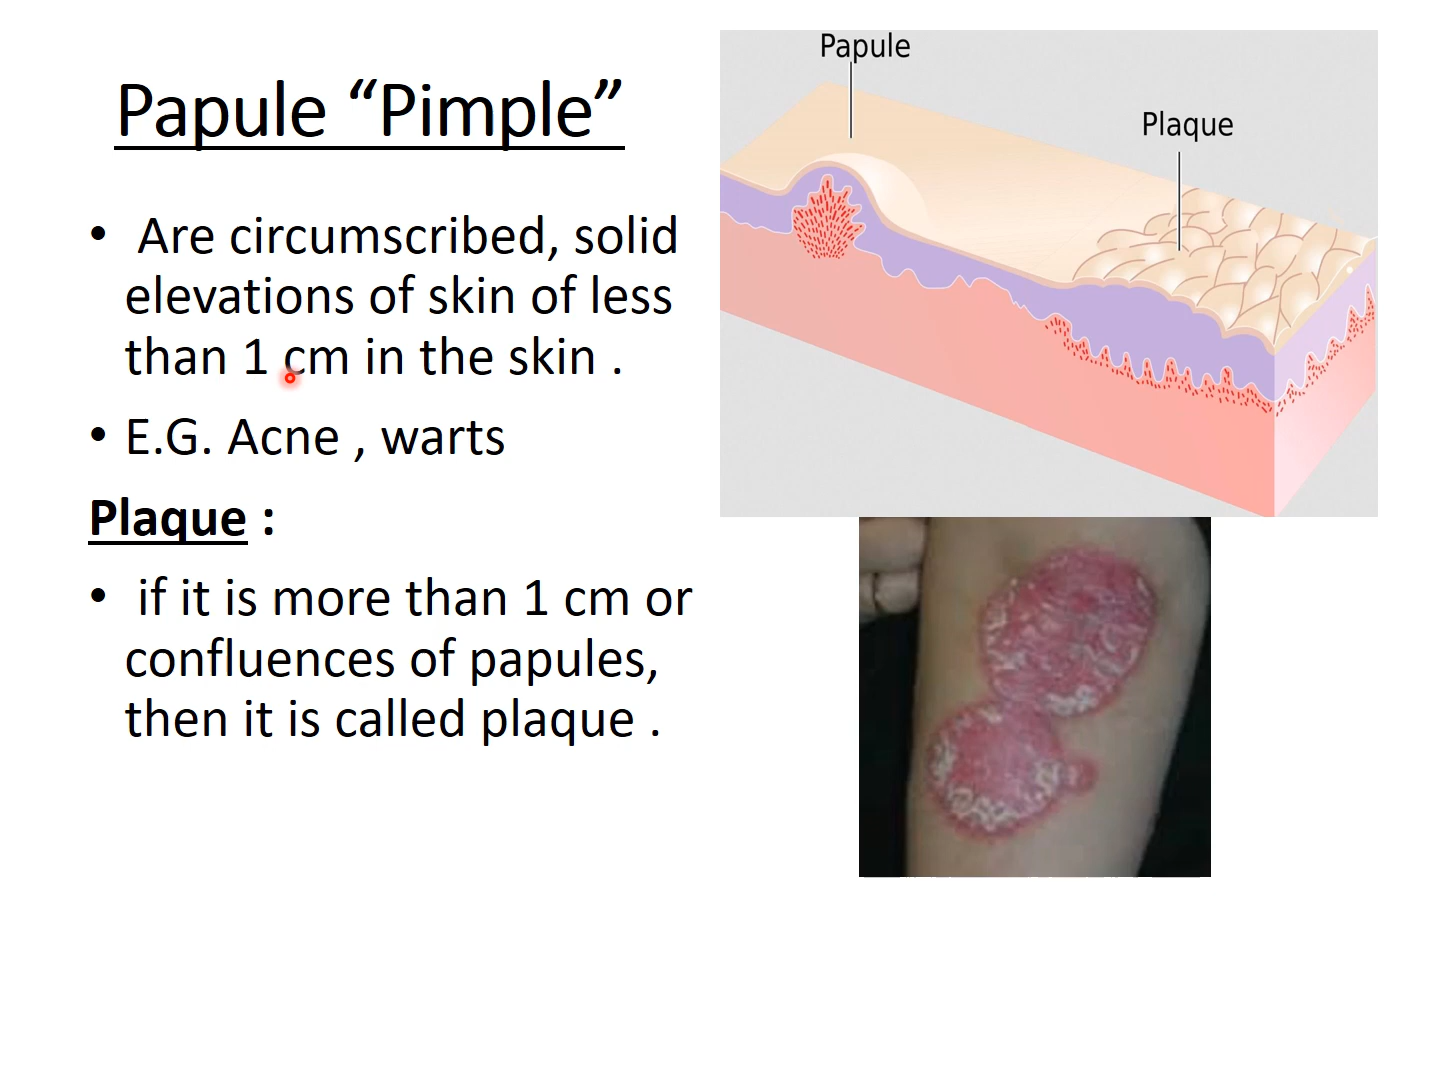 Papule “Pimple”
• Are circumscribed, solid
elevations of skin of less
than 1 cm in the skin .
• E.G. Acne , warts
Plaque :
• if it is more than 1 cm or
confluences of papules,
then it is called plaque .
Papule
Plaque